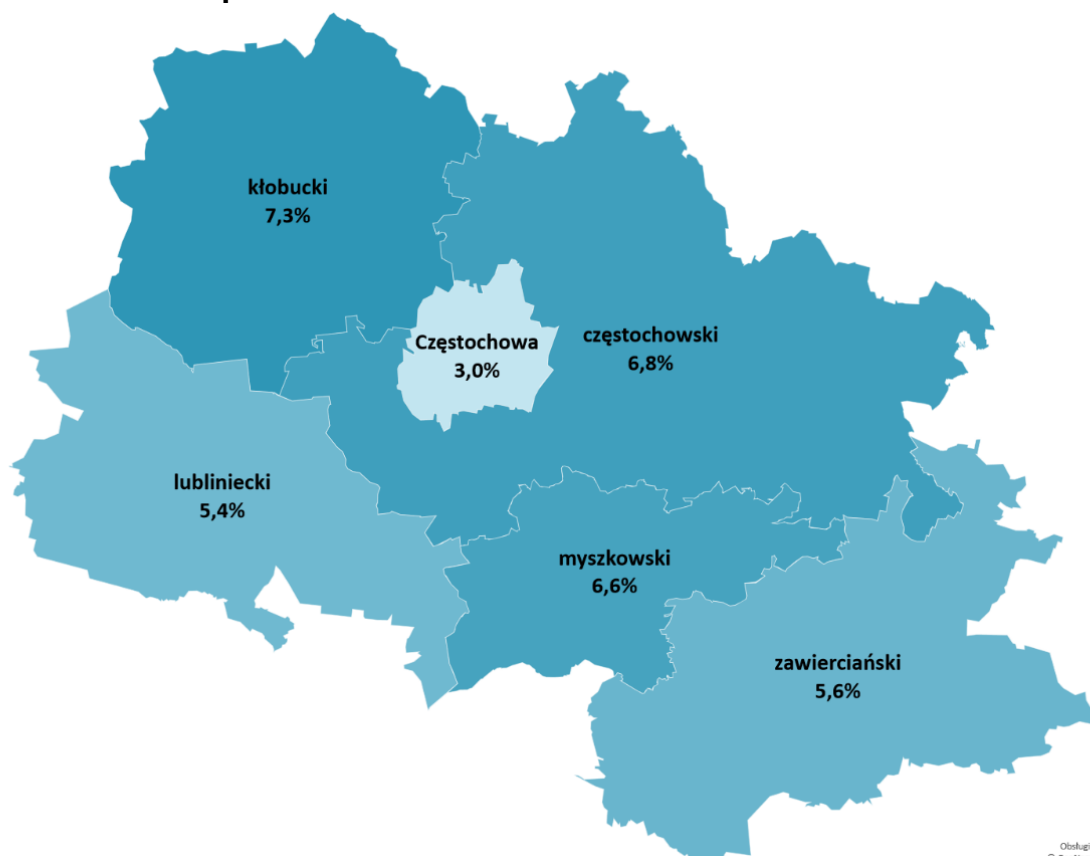 kłobucki
7,3%
Częstochowa
3,0%
częstochowski
6,8%
lubliniecki
5,4%
myszkowski
6,6%
zawierciański
5,6%